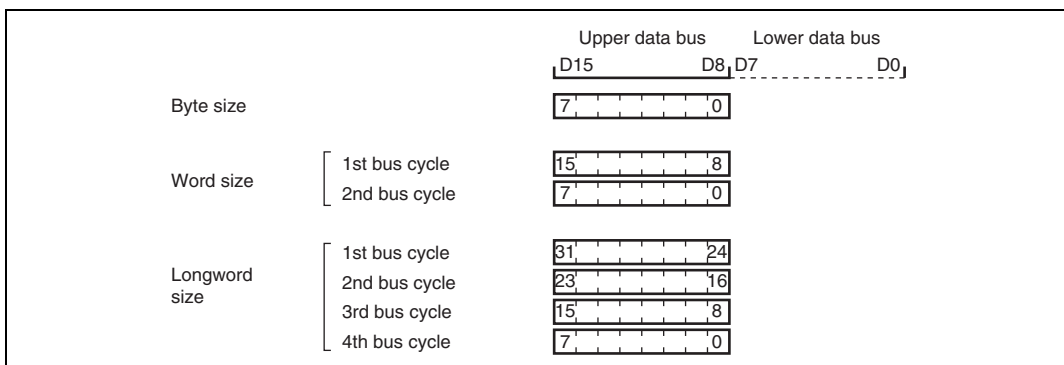 Upper data bus Lower data bus
D15 D8 D7 D0
Byte size 7 0
Word size
1st bus cycle 15 8
2nd bus cycle 7 0
Longword
size
1st bus cycle 31 24
2nd bus cycle 23 16
3rd bus cycle 15 8
4th bus cycle 7 0